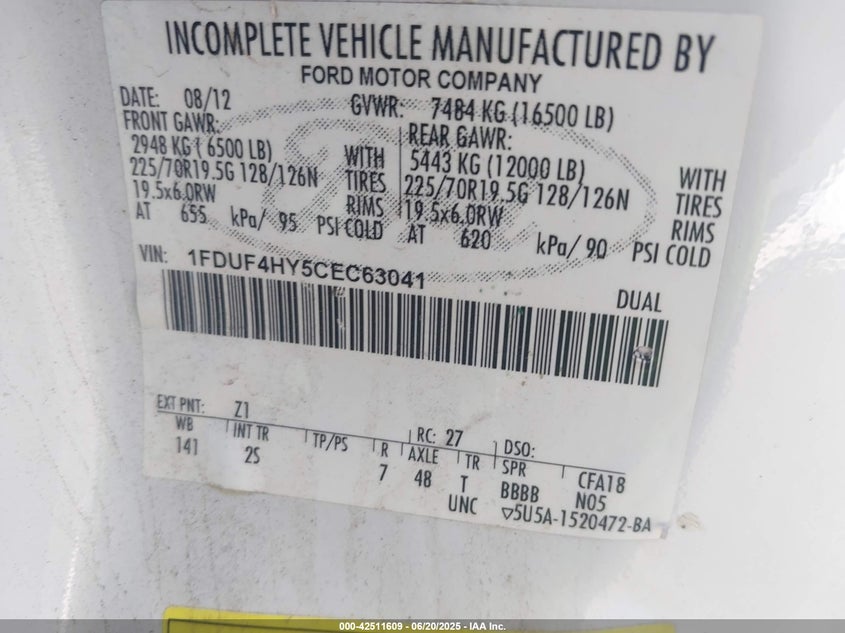 INCOMPLETE VEHICLE MANUFACTURED BY
FORD MOTOR COMPANY
DATE: 08/12 GVWR: 7484 KG (16500 LB)
FRONT GAWR: REAR GAWR:
2948 KG ( 6500 LB) WITH 5443 KG (12000 LB) WITH
225/70R19.5G 128/126N TIRES 225/70R19.5G 128/126N TIRES
19.5x6.0RW RIMS 19.5x6.0RW RIMS
AT 655 kPa/ 95 PSI COLD AT 620 kPa/ 90 PSI COLD
VIN: 1FDUF4HY5CEC63041
DUAL
EXT PNT: Z1 RC: 27 DSO:
WB INT TR TP/PS R AXLE TR SPR CFA18
141 25 7 48 T BBBB N05
UNC ▽5U5A-1520472-BA
000-42511609 - 06/20/2025 - IAA Inc.